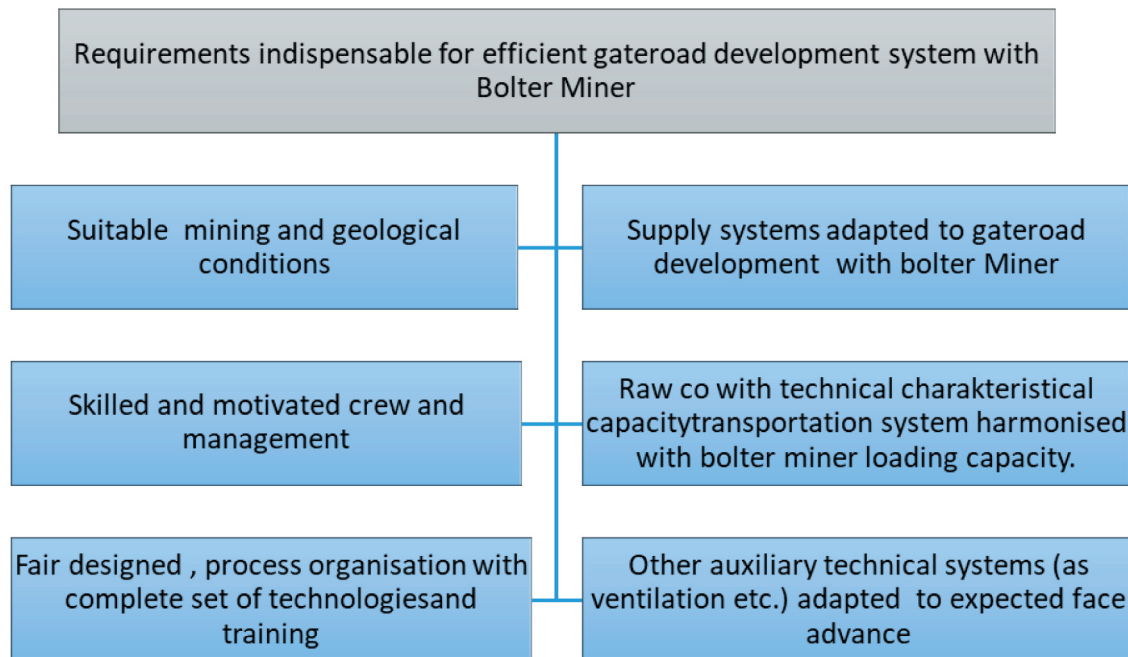 Requirements indispensable for efficient gateroad development system with
Bolter Miner
Suitable  mining and geological
conditions
Supply systems adapted to gateroad
development  with bolter Miner
Skilled and motivated crew and
management
Raw co with technical charakteristical
capacitytransportation system harmonised
with bolter miner loading capacity.
Fair designed , process organisation with
complete set of technologiesand
training
Other auxiliary technical systems (as
ventilation etc.) adapted  to expected face
advance